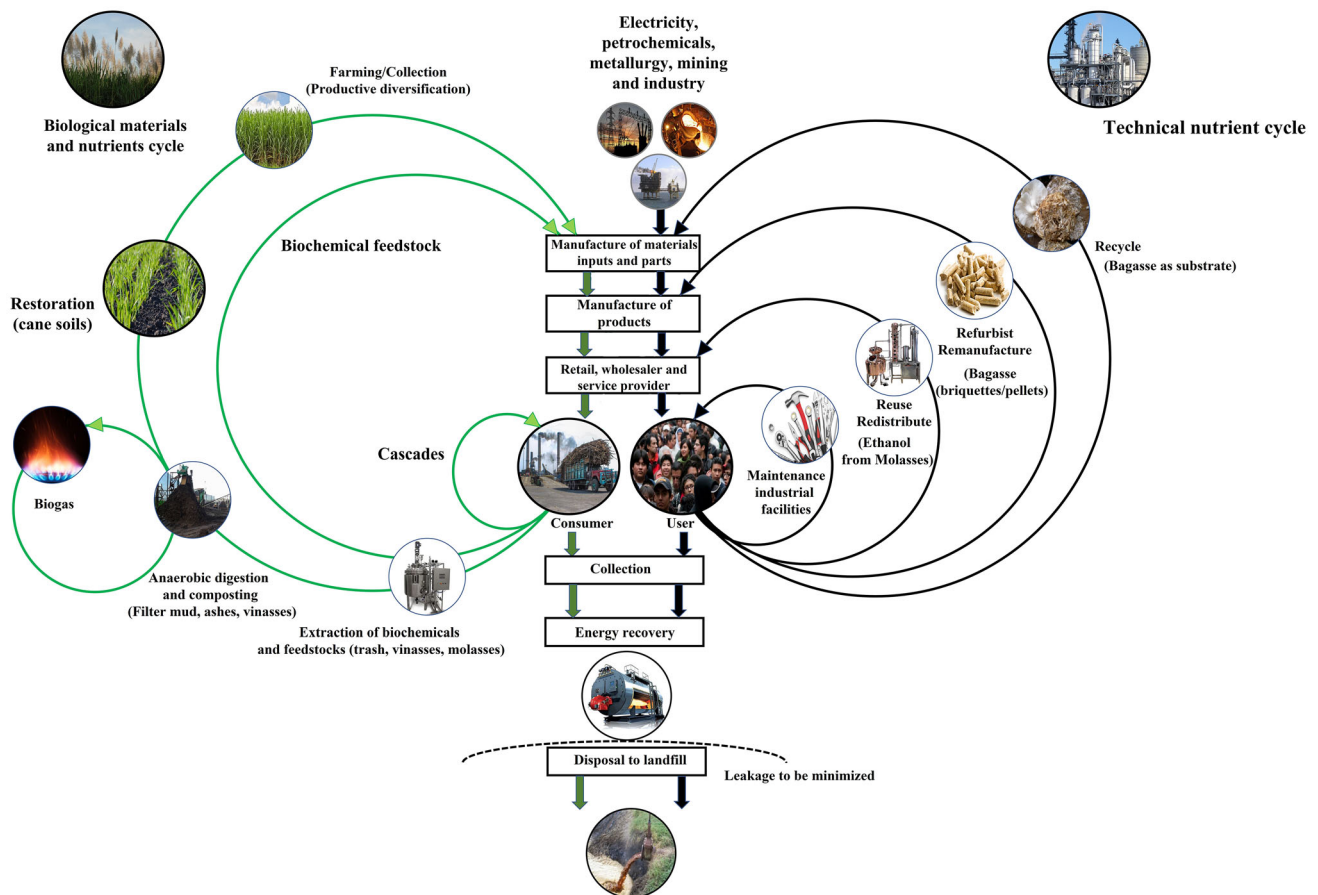 Electricity,
petrochemicals,
metallurgy, mining
and industry
Biological materials
and nutrients cycle
Technical nutrient cycle
Farming/Collection
(Productive diversification)
Biochemical feedstock
Restoration
(cane soils)
Cascades
Biogas
Anaerobic digestion
and composting
(Filter mud, ashes, vinasses)
Extraction of biochemicals
and feedstocks (trash, vinasses, molasses)
Manufacture of materials
inputs and parts
Manufacture of
products
Retail, wholesaler and
service provider
Consumer
User
Collection
Energy recovery
Disposal to landfill
Leakage to be minimized
Recycle
(Bagasse as substrate)
Refurbist
Remanufacture
(Bagasse
(briquettes/pellets)
Reuse
Redistribute
(Ethanol
from Molasses)
Maintenance
industrial
facilities